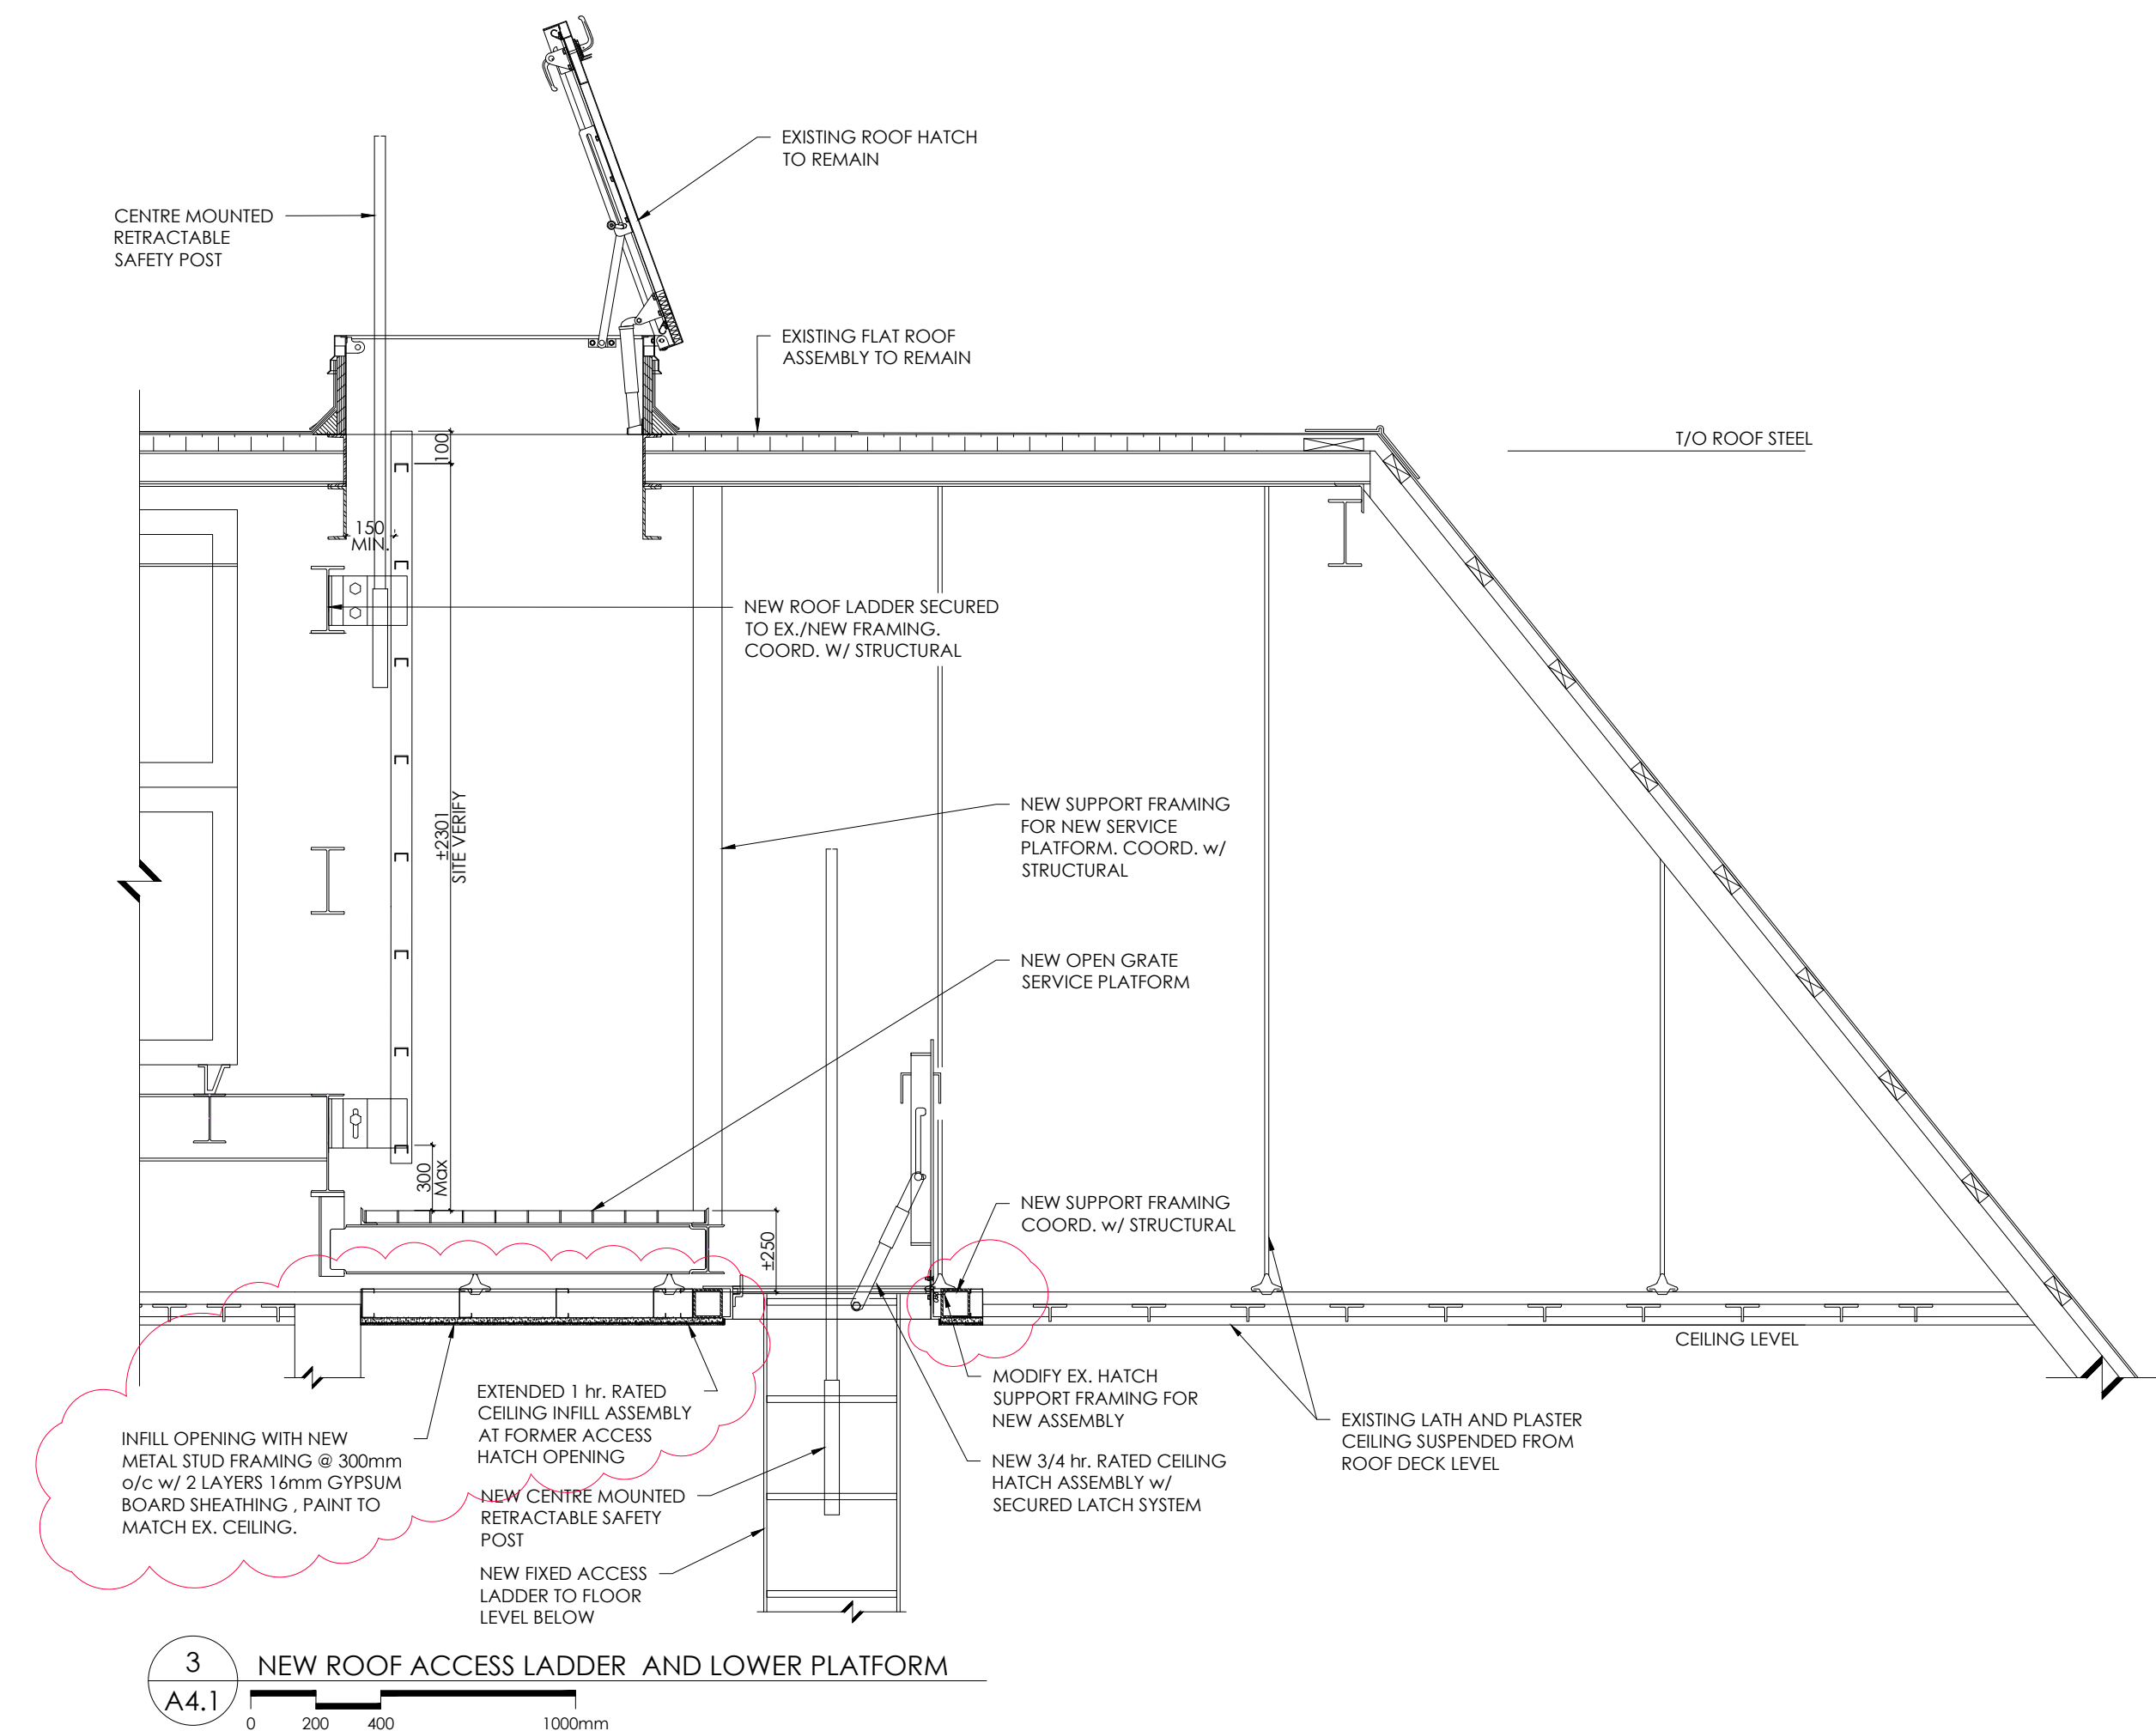 EXISTING ROOF HATCH
TO REMAIN
CENTRE MOUNTED
RETRACTABLE
SAFETY POST
EXISTING FLAT ROOF
ASSEMBLY TO REMAIN
T/O ROOF STEEL
100
150
MIN.
NEW ROOF LADDER SECURED
TO EX./NEW FRAMING.
COORD. W/ STRUCTURAL
±2301
SITE VERIFY
NEW SUPPORT FRAMING
FOR NEW SERVICE
PLATFORM. COORD. w/
STRUCTURAL
NEW OPEN GRATE
SERVICE PLATFORM
300
Max
NEW SUPPORT FRAMING
COORD. w/ STRUCTURAL
±250
CEILING LEVEL
INFILL OPENING WITH NEW
METAL STUD FRAMING @ 300mm
o/c w/ 2 LAYERS 16mm GYPSUM
BOARD SHEATHING , PAINT TO
MATCH EX. CEILING.
EXTENDED 1 hr. RATED
CEILING INFILL ASSEMBLY
AT FORMER ACCESS
HATCH OPENING
NEW CENTRE MOUNTED
RETRACTABLE SAFETY
POST
NEW FIXED ACCESS
LADDER TO FLOOR
LEVEL BELOW
MODIFY EX. HATCH
SUPPORT FRAMING FOR
NEW ASSEMBLY
NEW 3/4 hr. RATED CEILING
HATCH ASSEMBLY w/
SECURED LATCH SYSTEM
EXISTING LATH AND PLASTER
CEILING SUSPENDED FROM
ROOF DECK LEVEL
3
A4.1
NEW ROOF ACCESS LADDER AND LOWER PLATFORM
0 200 400 1000mm